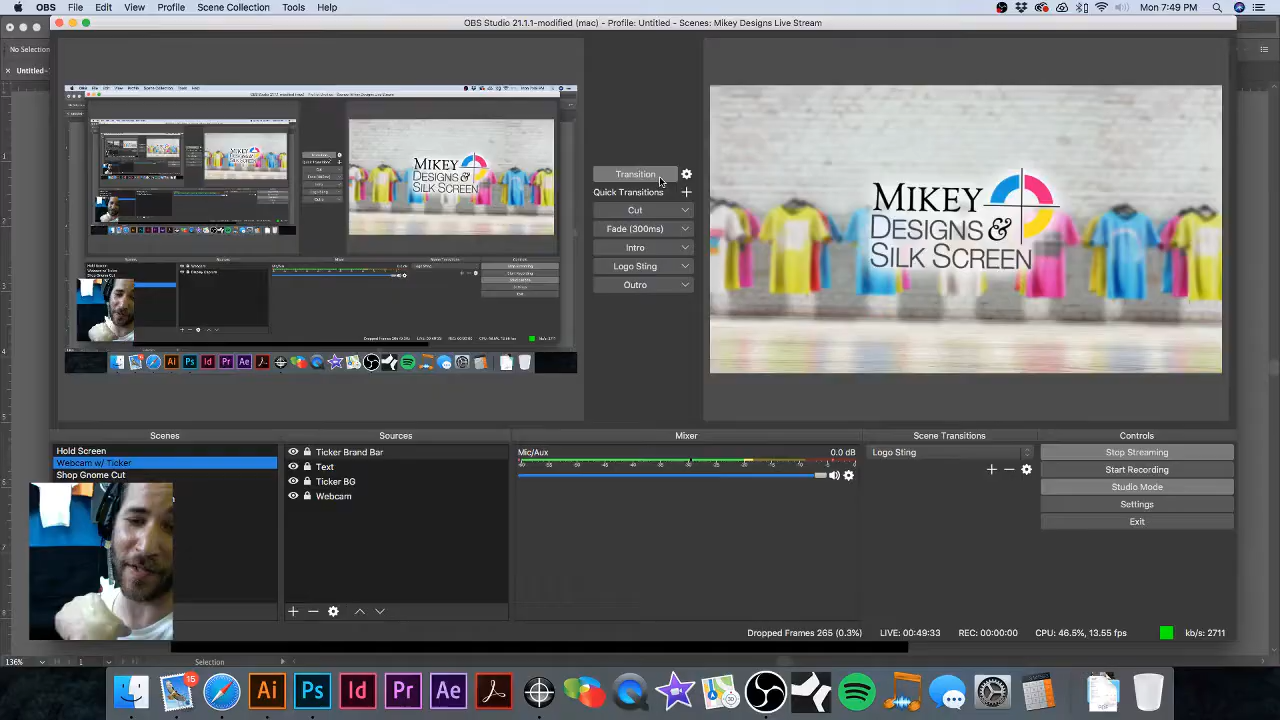 OBS File Edit View Profile Scene Collection Tools Help
Mon 7:49 PM
OBS Studio 21.1.1-modified (mac) - Profile: Untitled - Scenes: Mikey Designs Live Stream
No Selection
Untitled-
Transition
Quick Transitions
Cut
Fade (300ms)
Intro
Logo Sting
Outro
MIKEY
DESIGNS &
SILK SCREEN
MIKEY
DESIGNS &
SILK SCREEN
Scenes
Hold Screen
Webcam w/ Ticker
Shop Gnome Cut
Sources
Ticker Brand Bar
Text
Ticker BG
Webcam
Mixer
Mic/Aux 0.0 dB
Scene Transitions
Logo Sting
Controls
Stop Streaming
Start Recording
Studio Mode
Settings
Exit
Dropped Frames 265 (0.3%) LIVE: 00:49:33 REC: 00:00:00 CPU: 46.5%, 13.55 fps kb/s: 2711
136% 1 Selection
15 Ai Ps Id Pr Ae 30